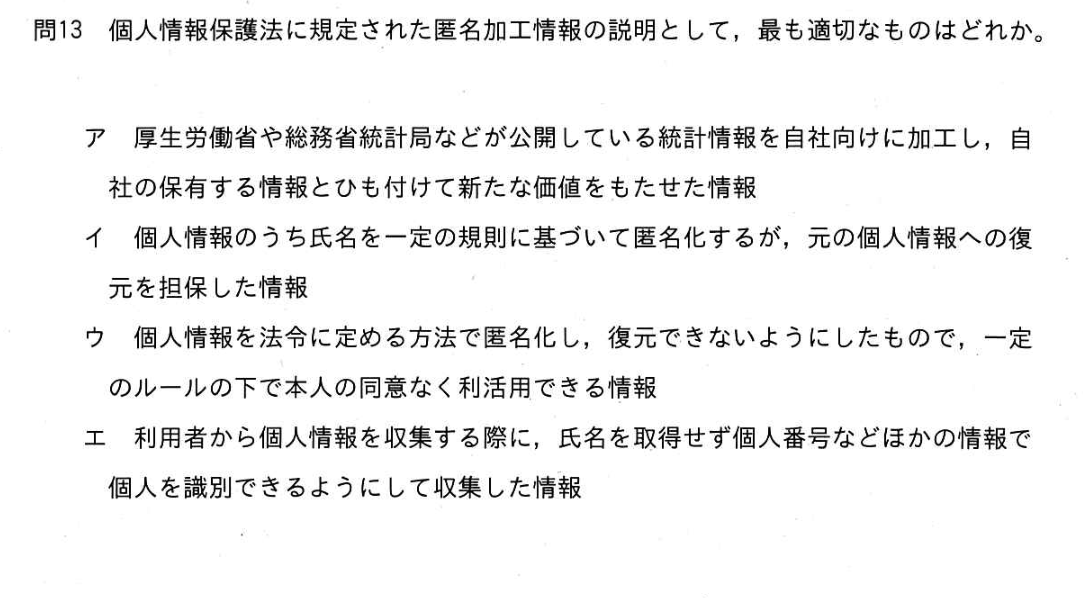 問13　個人情報保護法に規定された匿名加工情報の説明として，最も適切なものはどれか。
ア　厚生労働省や総務省統計局などが公開している統計情報を自社向けに加工し，自
社の保有する情報とひも付けて新たな価値をもたせた情報
イ　個人情報のうち氏名を一定の規則に基づいて匿名化するが，元の個人情報への復
元を担保した情報
ウ　個人情報を法令に定める方法で匿名化し，復元できないようにしたもので，一定
のルールの下で本人の同意なく利活用できる情報
エ　利用者から個人情報を収集する際に，氏名を取得せず個人番号などほかの情報で
個人を識別できるようにして収集した情報